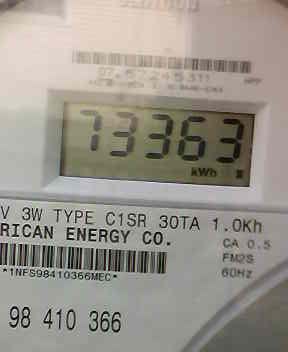 73363
kWh
V 3W TYPE C1SR 30TA 1.0Kh
RICAN ENERGY CO.
CA 0.5
FM2S
60Hz
*1NFS98410366MEC*
98 410 366